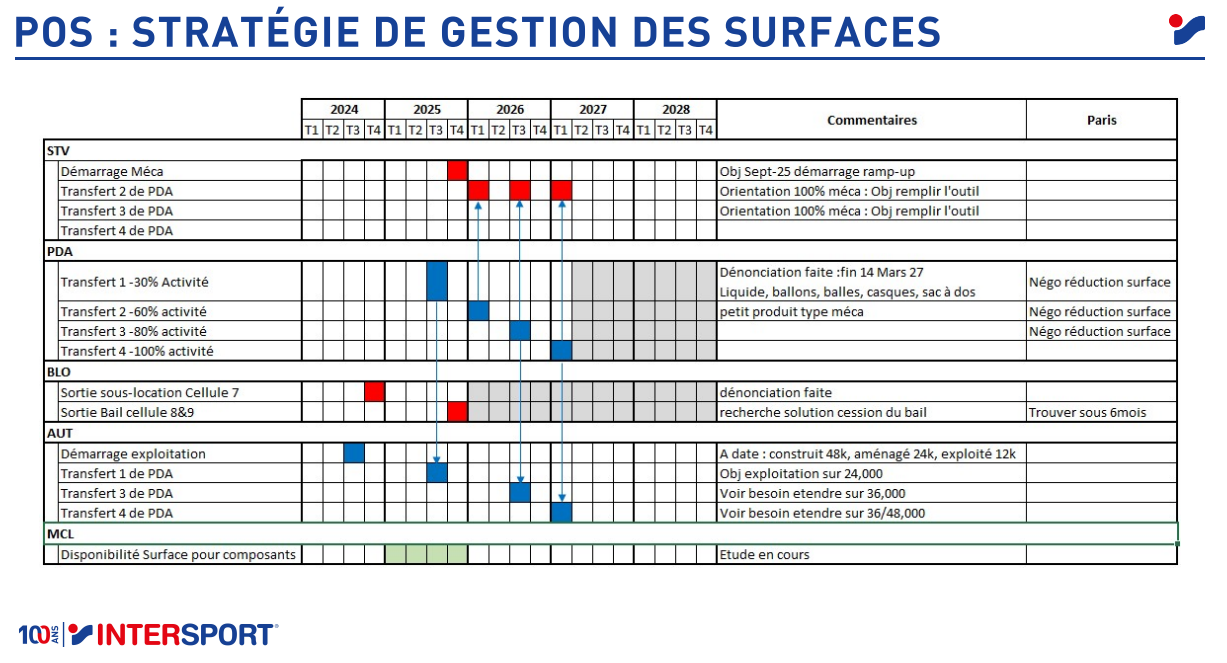 POS : STRATÉGIE DE GESTION DES SURFACES
2024 2025 2026 2027 2028 Commentaires Paris
T1 T2 T3 T4 T1 T2 T3 T4 T1 T2 T3 T4 T1 T2 T3 T4 T1 T2 T3 T4
STV
Démarrage Méca Obj Sept-25 démarrage ramp-up
Transfert 2 de PDA Orientation 100% méca : Obj remplir l'outil
Transfert 3 de PDA Orientation 100% méca : Obj remplir l'outil
Transfert 4 de PDA
PDA
Transfert 1 -30% Activité Dénonciation faite :fin 14 Mars 27 Négo réduction surface
Liquide, ballons, balles, casques, sac à dos
Transfert 2 -60% activité petit produit type méca Négo réduction surface
Transfert 3 -80% activité Négo réduction surface
Transfert 4 -100% activité
BLO
Sortie sous-location Cellule 7 dénonciation faite
Sortie Bail cellule 8&9 recherche solution cession du bail Trouver sous 6mois
AUT
Démarrage exploitation A date : construit 48k, aménagé 24k, exploité 12k
Transfert 1 de PDA Obj exploitation sur 24,000
Transfert 3 de PDA Voir besoin etendre sur 36,000
Transfert 4 de PDA Voir besoin etendre sur 36/48,000
MCL
Disponibilité Surface pour composants Etude en cours
100 ANS INTERSPORT